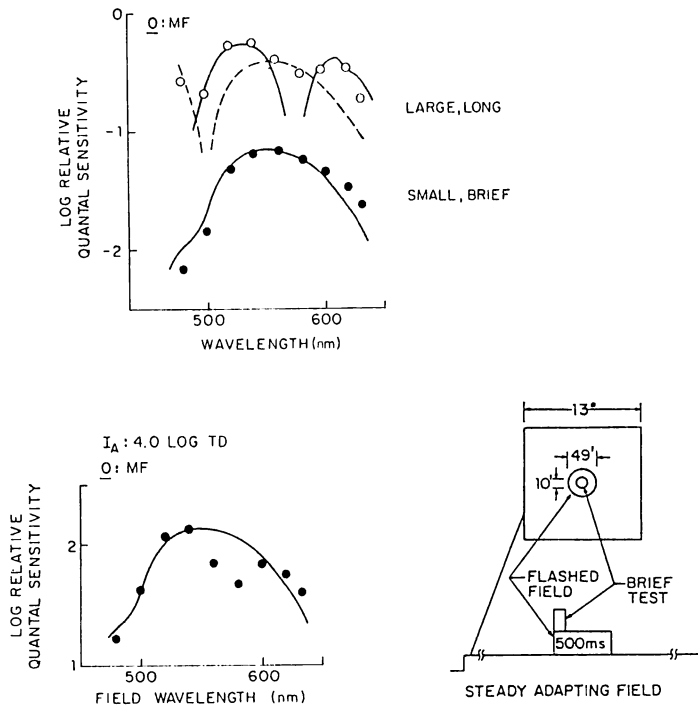 O: MF
-0
-1
-2
LOG RELATIVE
QUANTAL SENSITIVITY
LARGE, LONG
SMALL, BRIEF
500
600
WAVELENGTH (nm)
I_A: 4.0 LOG TD
O: MF
2
1
LOG RELATIVE
QUANTAL SENSITIVITY
500
600
FIELD WAVELENGTH (nm)
13°
49'
10'
FLASHED
FIELD
BRIEF
TEST
500ms
STEADY ADAPTING FIELD